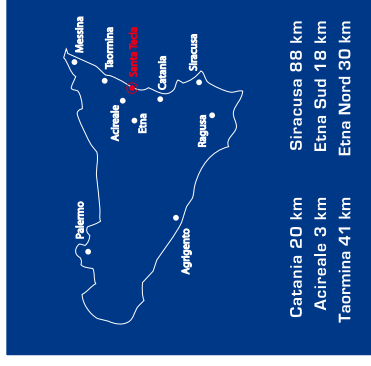 Messina
Taormina
Santa Tecla
Acireale
Etna
Catania
Siracusa
Ragusa
Palermo
Agrigento
Catania 20 km
Acireale 3 km
Taormina 41 km
Siracusa 88 km
Etna Sud 18 km
Etna Nord 30 km